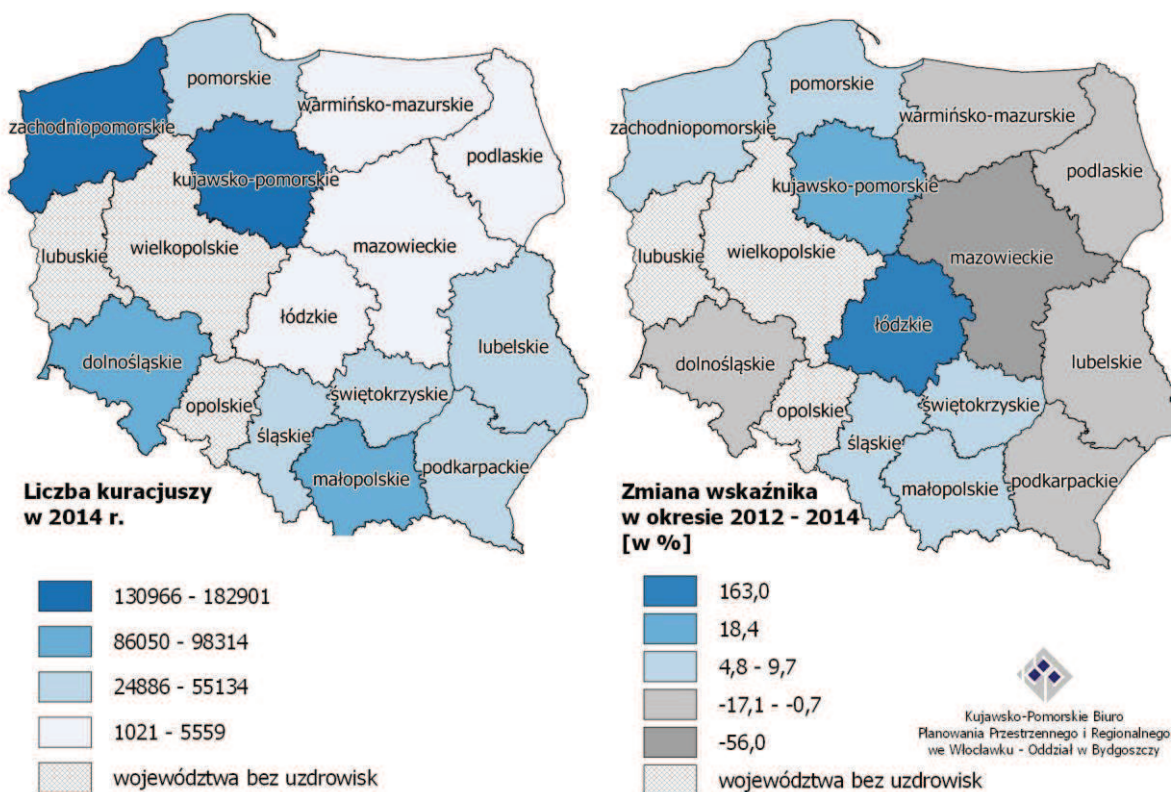 pomorskie
warmińsko-mazurskie
zachodniopomorskie
podlaskie
kujawsko-pomorskie
wielkopolskie
mazowieckie
lubuskie
łódzkie
dolnośląskie
lubelskie
opolskie
świętokrzyskie
śląskie
podkarpackie
małopolskie
Liczba kuracjuszy
w 2014 r.
130966 - 182901
86050 - 98314
24886 - 55134
1021 - 5559
województwa bez uzdrowisk
pomorskie
warmińsko-mazurskie
zachodniopomorskie
podlaskie
kujawsko-pomorskie
wielkopolskie
mazowieckie
lubuskie
łódzkie
dolnośląskie
lubelskie
opolskie
świętokrzyskie
śląskie
podkarpackie
małopolskie
Zmiana wskaźnika
w okresie 2012 - 2014
[w %]
163,0
18,4
4,8 - 9,7
-17,1 - -0,7
-56,0
województwa bez uzdrowisk
Kujawsko-Pomorskie Biuro
Planowania Przestrzennego i Regionalnego
we Włocławku - Oddział w Bydgoszczy